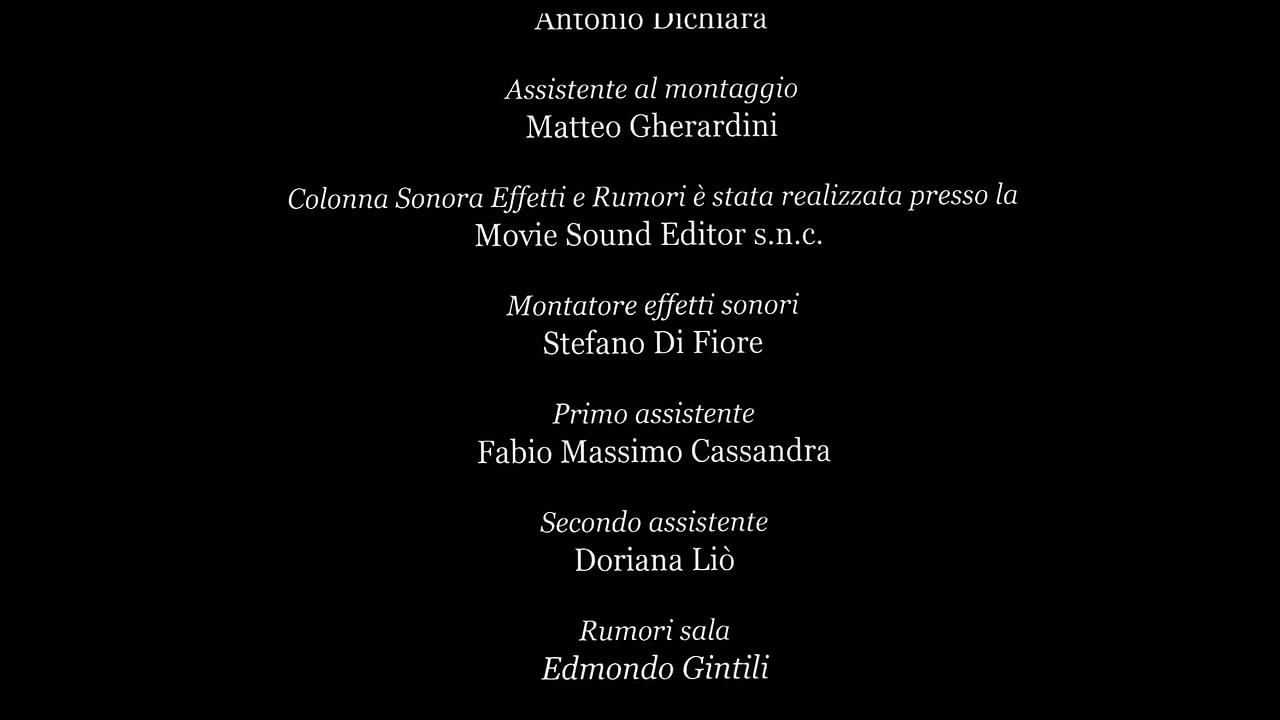 Antonio Dichiara
Assistente al montaggio
Matteo Gherardini
Colonna Sonora Effetti e Rumori è stata realizzata presso la
Movie Sound Editor s.n.c.
Montatore effetti sonori
Stefano Di Fiore
Primo assistente
Fabio Massimo Cassandra
Secondo assistente
Doriana Liò
Rumori sala
Edmondo Gintili